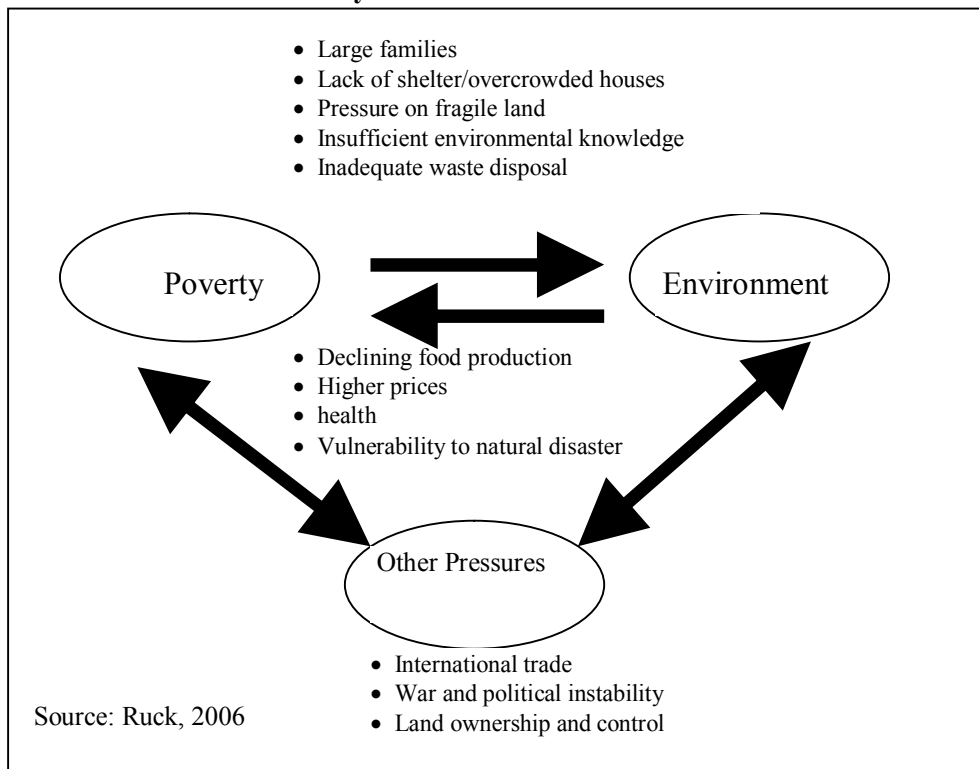 • Large families
• Lack of shelter/overcrowded houses
• Pressure on fragile land
• Insufficient environmental knowledge
• Inadequate waste disposal
Poverty
Environment
• Declining food production
• Higher prices
• health
• Vulnerability to natural disaster
Other Pressures
• International trade
• War and political instability
• Land ownership and control
Source: Ruck, 2006